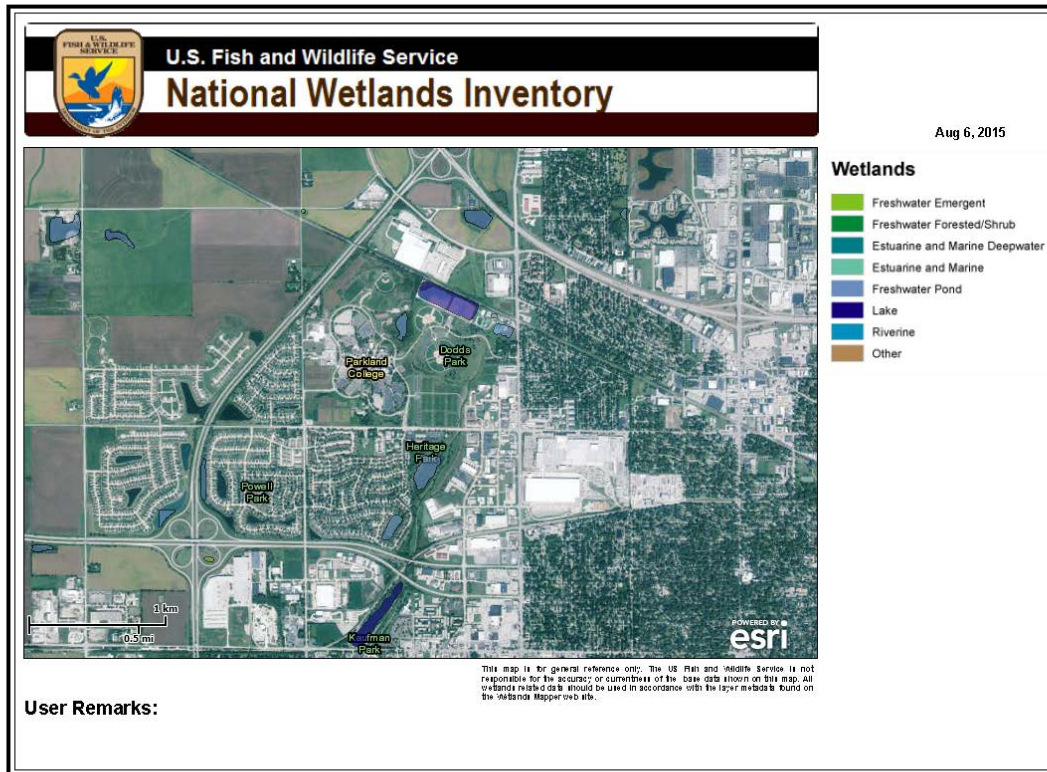 U.S.
FISH & WILDLIFE
SERVICE
DEPARTMENT OF THE INTERIOR
U.S. Fish and Wildlife Service
National Wetlands Inventory
Aug 6, 2015
Wetlands
Freshwater Emergent
Freshwater Forested/Shrub
Estuarine and Marine Deepwater
Estuarine and Marine
Freshwater Pond
Lake
Riverine
Other
Parkland
College
Dodds
Park
Heritage
Park
Powell
Park
Kaufman
Park
1 km
0.5 mi
POWERED BY
esri
This map is for general reference only. The US Fish and Wildlife Service is not
responsible for the accuracy or currentness of the base data shown on this map. All
wetlands related data should be used in accordance with the layer metadata found on
the Wetlands Mapper web site.
User Remarks: